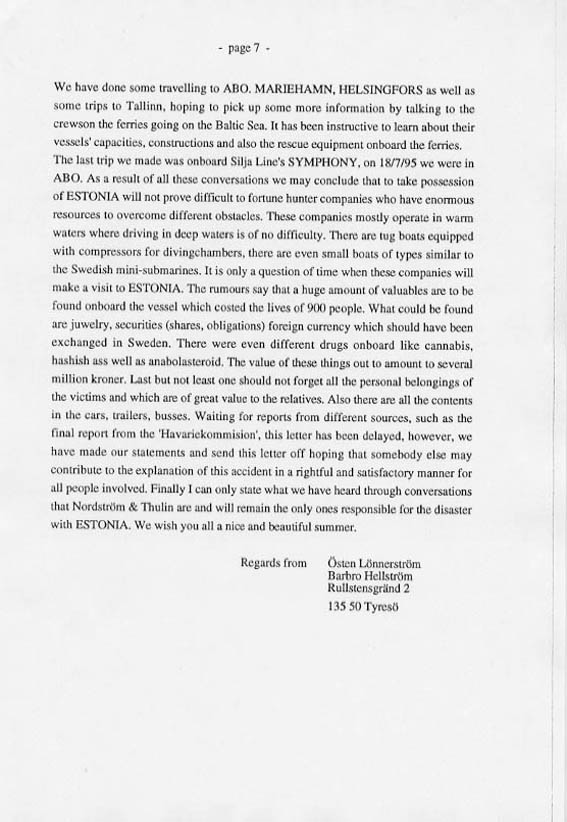 - page 7 -
We have done some travelling to ABO. MARIEHAMN, HELSINGFORS as well as
some trips to Tallinn, hoping to pick up some more information by talking to the
crewson the ferries going on the Baltic Sea. It has been instructive to learn about their
vessels' capacities, constructions and also the rescue equipment onboard the ferries.
The last trip we made was onboard Silja Line's SYMPHONY, on 18/7/95 we were in
ABO. As a result of all these conversations we may conclude that to take possession
of ESTONIA will not prove difficult to fortune hunter companies who have enormous
resources to overcome different obstacles. These companies mostly operate in warm
waters where driving in deep waters is of no difficulty. There are tug boats equipped
with compressors for divingchambers, there are even small boats of types similar to
the Swedish mini-submarines. It is only a question of time when these companies will
make a visit to ESTONIA. The rumours say that a huge amount of valuables are to be
found onboard the vessel which costed the lives of 900 people. What could be found
are juwelry, securities (shares, obligations) foreign currency which should have been
exchanged in Sweden. There were even different drugs onboard like cannabis,
hashish ass well as anabolasteroid. The value of these things out to amount to several
million kroner. Last but not least one should not forget all the personal belongings of
the victims and which are of great value to the relatives. Also there are all the contents
in the cars, trailers, busses. Waiting for reports from different sources, such as the
final report from the 'Havariekommision', this letter has been delayed, however, we
have made our statements and send this letter off hoping that somebody else may
contribute to the explanation of this accident in a rightful and satisfactory manner for
all people involved. Finally I can only state what we have heard through conversations
that Nordström & Thulin are and will remain the only ones responsible for the disaster
with ESTONIA. We wish you all a nice and beautiful summer.
Regards from Östen Lönnerström
Barbro Hellström
Rullstensgränd 2
135 50 Tyresö